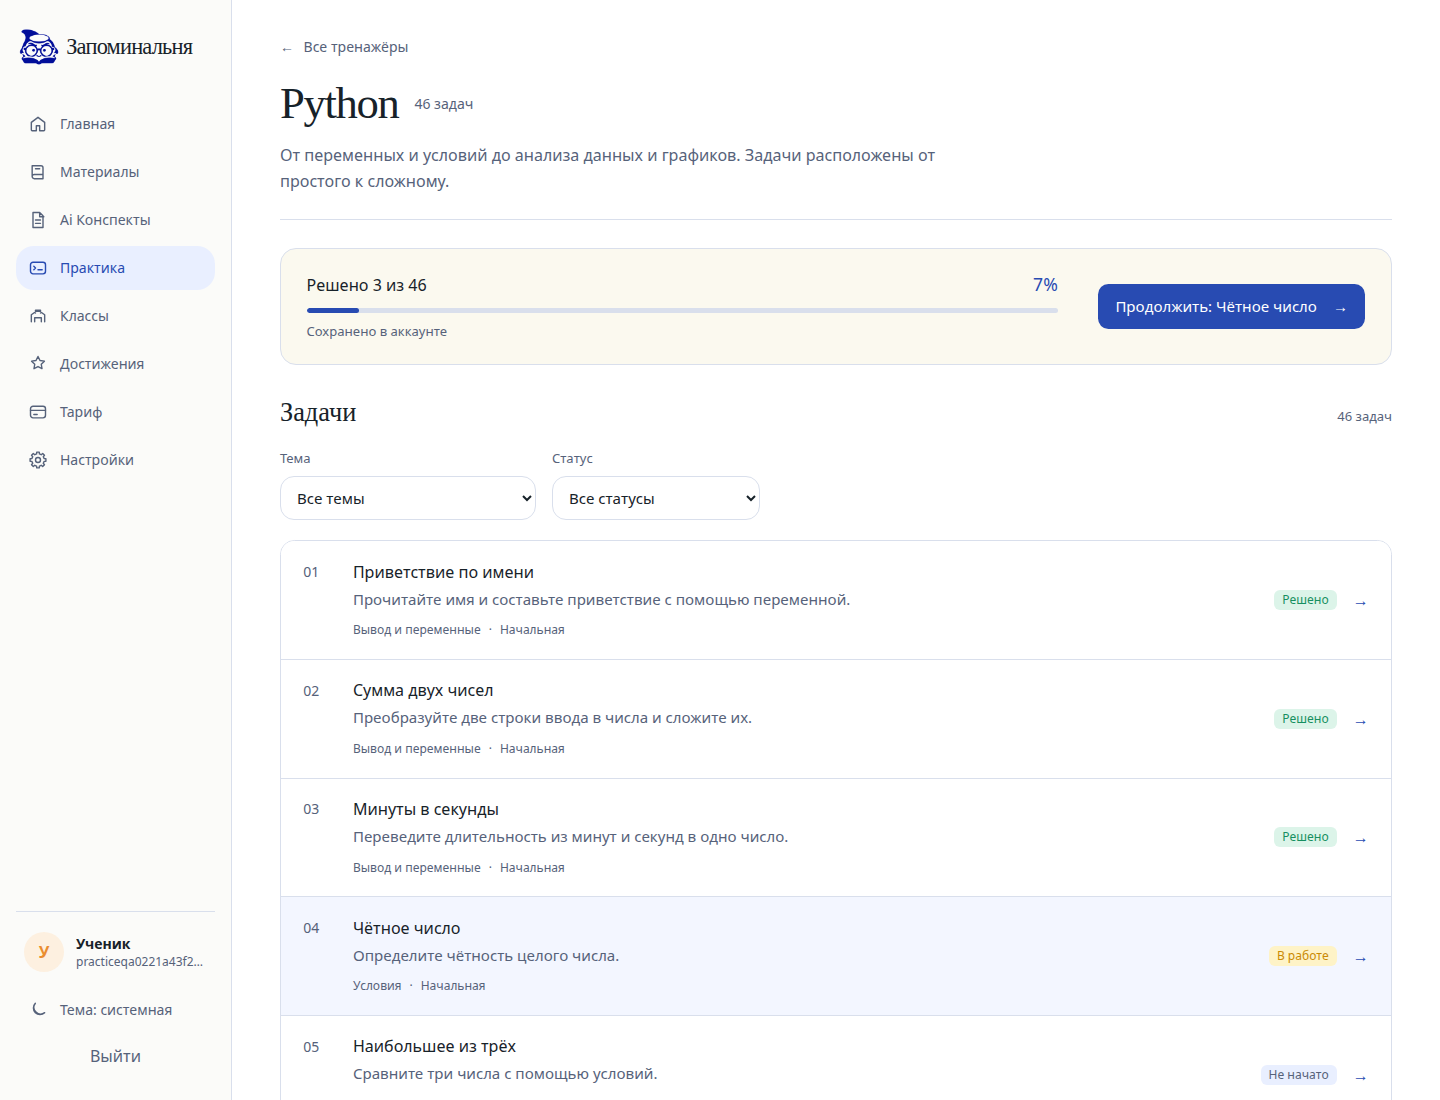 Запоминальня
Главная
Материалы
Ai Конспекты
Практика
Классы
Достижения
Тариф
Настройки
У
Ученик
practiceqa0221a43f2...
Тема: системная
Выйти
← Все тренажёры
Python 46 задач
От переменных и условий до анализа данных и графиков. Задачи расположены от
простого к сложному.
Решено 3 из 46 7%
Сохранено в аккаунте
Продолжить: Чётное число →
Задачи 46 задач
Тема Статус
Все темы Все статусы
01 Приветствие по имени
Прочитайте имя и составьте приветствие с помощью переменной.
Вывод и переменные · Начальная
Решено →
02 Сумма двух чисел
Преобразуйте две строки ввода в числа и сложите их.
Вывод и переменные · Начальная
Решено →
03 Минуты в секунды
Переведите длительность из минут и секунд в одно число.
Вывод и переменные · Начальная
Решено →
04 Чётное число
Определите чётность целого числа.
Условия · Начальная
В работе →
05 Наибольшее из трёх
Сравните три числа с помощью условий.
Не начато →